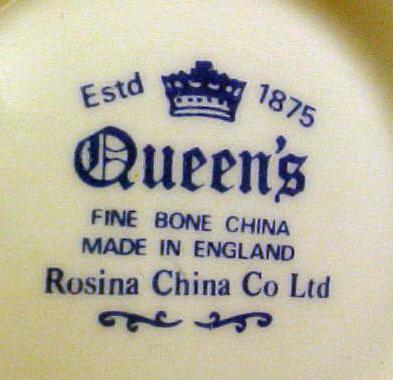 Estd 1875
Queen's
FINE BONE CHINA
MADE IN ENGLAND
Rosina China Co Ltd